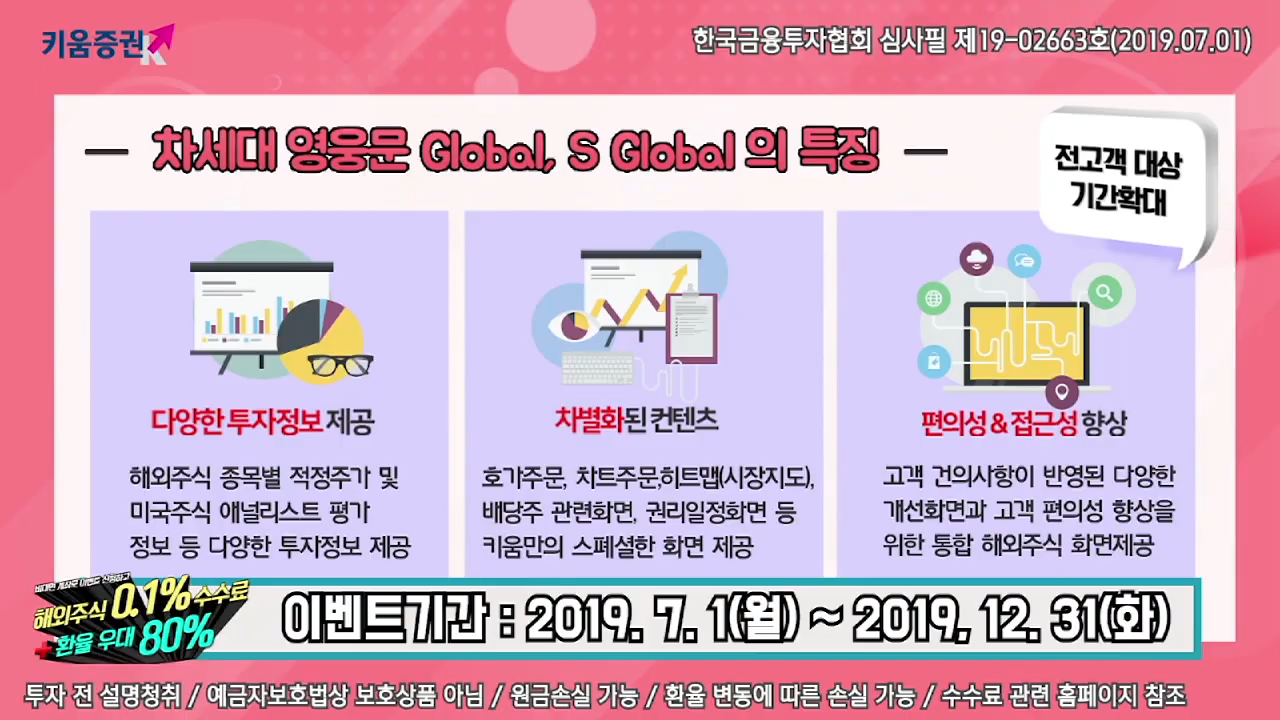 키움증권
한국금융투자협회 심사필 제19-02663호(2019.07.01)
차세대 영웅문 Global, S Global 의 특징
전고객 대상
기간확대
다양한 투자정보 제공
해외주식 종목별 적정주가 및
미국주식 애널리스트 평가
정보 등 다양한 투자정보 제공
차별화된 컨텐츠
호가주문, 차트주문,히트맵(시장지도),
배당주 관련화면, 권리일정화면 등
키움만의 스페셜한 화면 제공
편의성 & 접근성 향상
고객 건의사항이 반영된 다양한
개선화면과 고객 편의성 향상을
위한 통합 해외주식 화면제공
비대면 계좌로 이벤트 신청하고
해외주식 0.1% 수수료
+환율 우대 80%
이벤트기간 : 2019. 7. 1(월) ~ 2019, 12. 31(화)
투자 전 설명청취 / 예금자보호법상 보호상품 아님 / 원금손실 가능 / 환율 변동에 따른 손실 가능 / 수수료 관련 홈페이지 참조